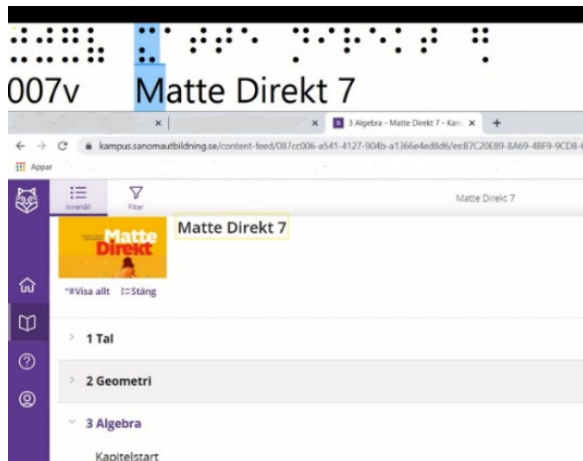 007v Matte Direkt 7
3 Algebra - Matte Direkt 7 - Kam
kampus.sanomautbildning.se/content-feed/087cc006-a541-4127-904b-a1366e4ed8d6/es:B7C20E89-8A69-4BF9-9CD8-
Appar
Innehåll Filter Matte Direkt 7
Matte Direkt 7
Matte
Direkt
Visa allt Stäng
1 Tal
2 Geometri
3 Algebra
Kapitelstart